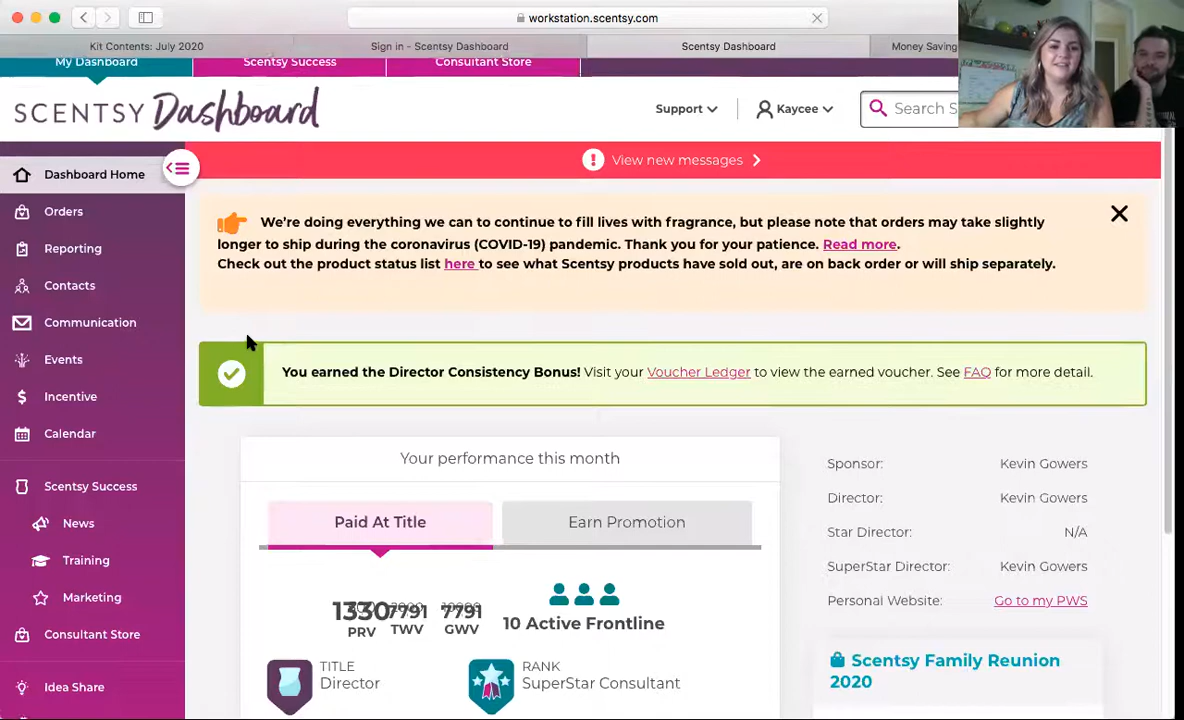 workstation.scentsy.com
Kit Contents: July 2020
Sign in - Scentsy Dashboard
Scentsy Dashboard
Money Saving
My Dashboard
Scentsy Success
Consultant Store
SCENTSY Dashboard
Support
Kaycee
Search S
View new messages
Dashboard Home
Orders
Reporting
Contacts
Communication
Events
Incentive
Calendar
Scentsy Success
News
Training
Marketing
Consultant Store
Idea Share
We're doing everything we can to continue to fill lives with fragrance, but please note that orders may take slightly
longer to ship during the coronavirus (COVID-19) pandemic. Thank you for your patience. Read more.
Check out the product status list here to see what Scentsy products have sold out, are on back order or will ship separately.
You earned the Director Consistency Bonus! Visit your Voucher Ledger to view the earned voucher. See FAQ for more detail.
Your performance this month
Paid At Title
Earn Promotion
1330 7791 7791
PRV TWV GWV
10 Active Frontline
TITLE
Director
RANK
SuperStar Consultant
Sponsor: Kevin Gowers
Director: Kevin Gowers
Star Director: N/A
SuperStar Director: Kevin Gowers
Personal Website: Go to my PWS
Scentsy Family Reunion
2020